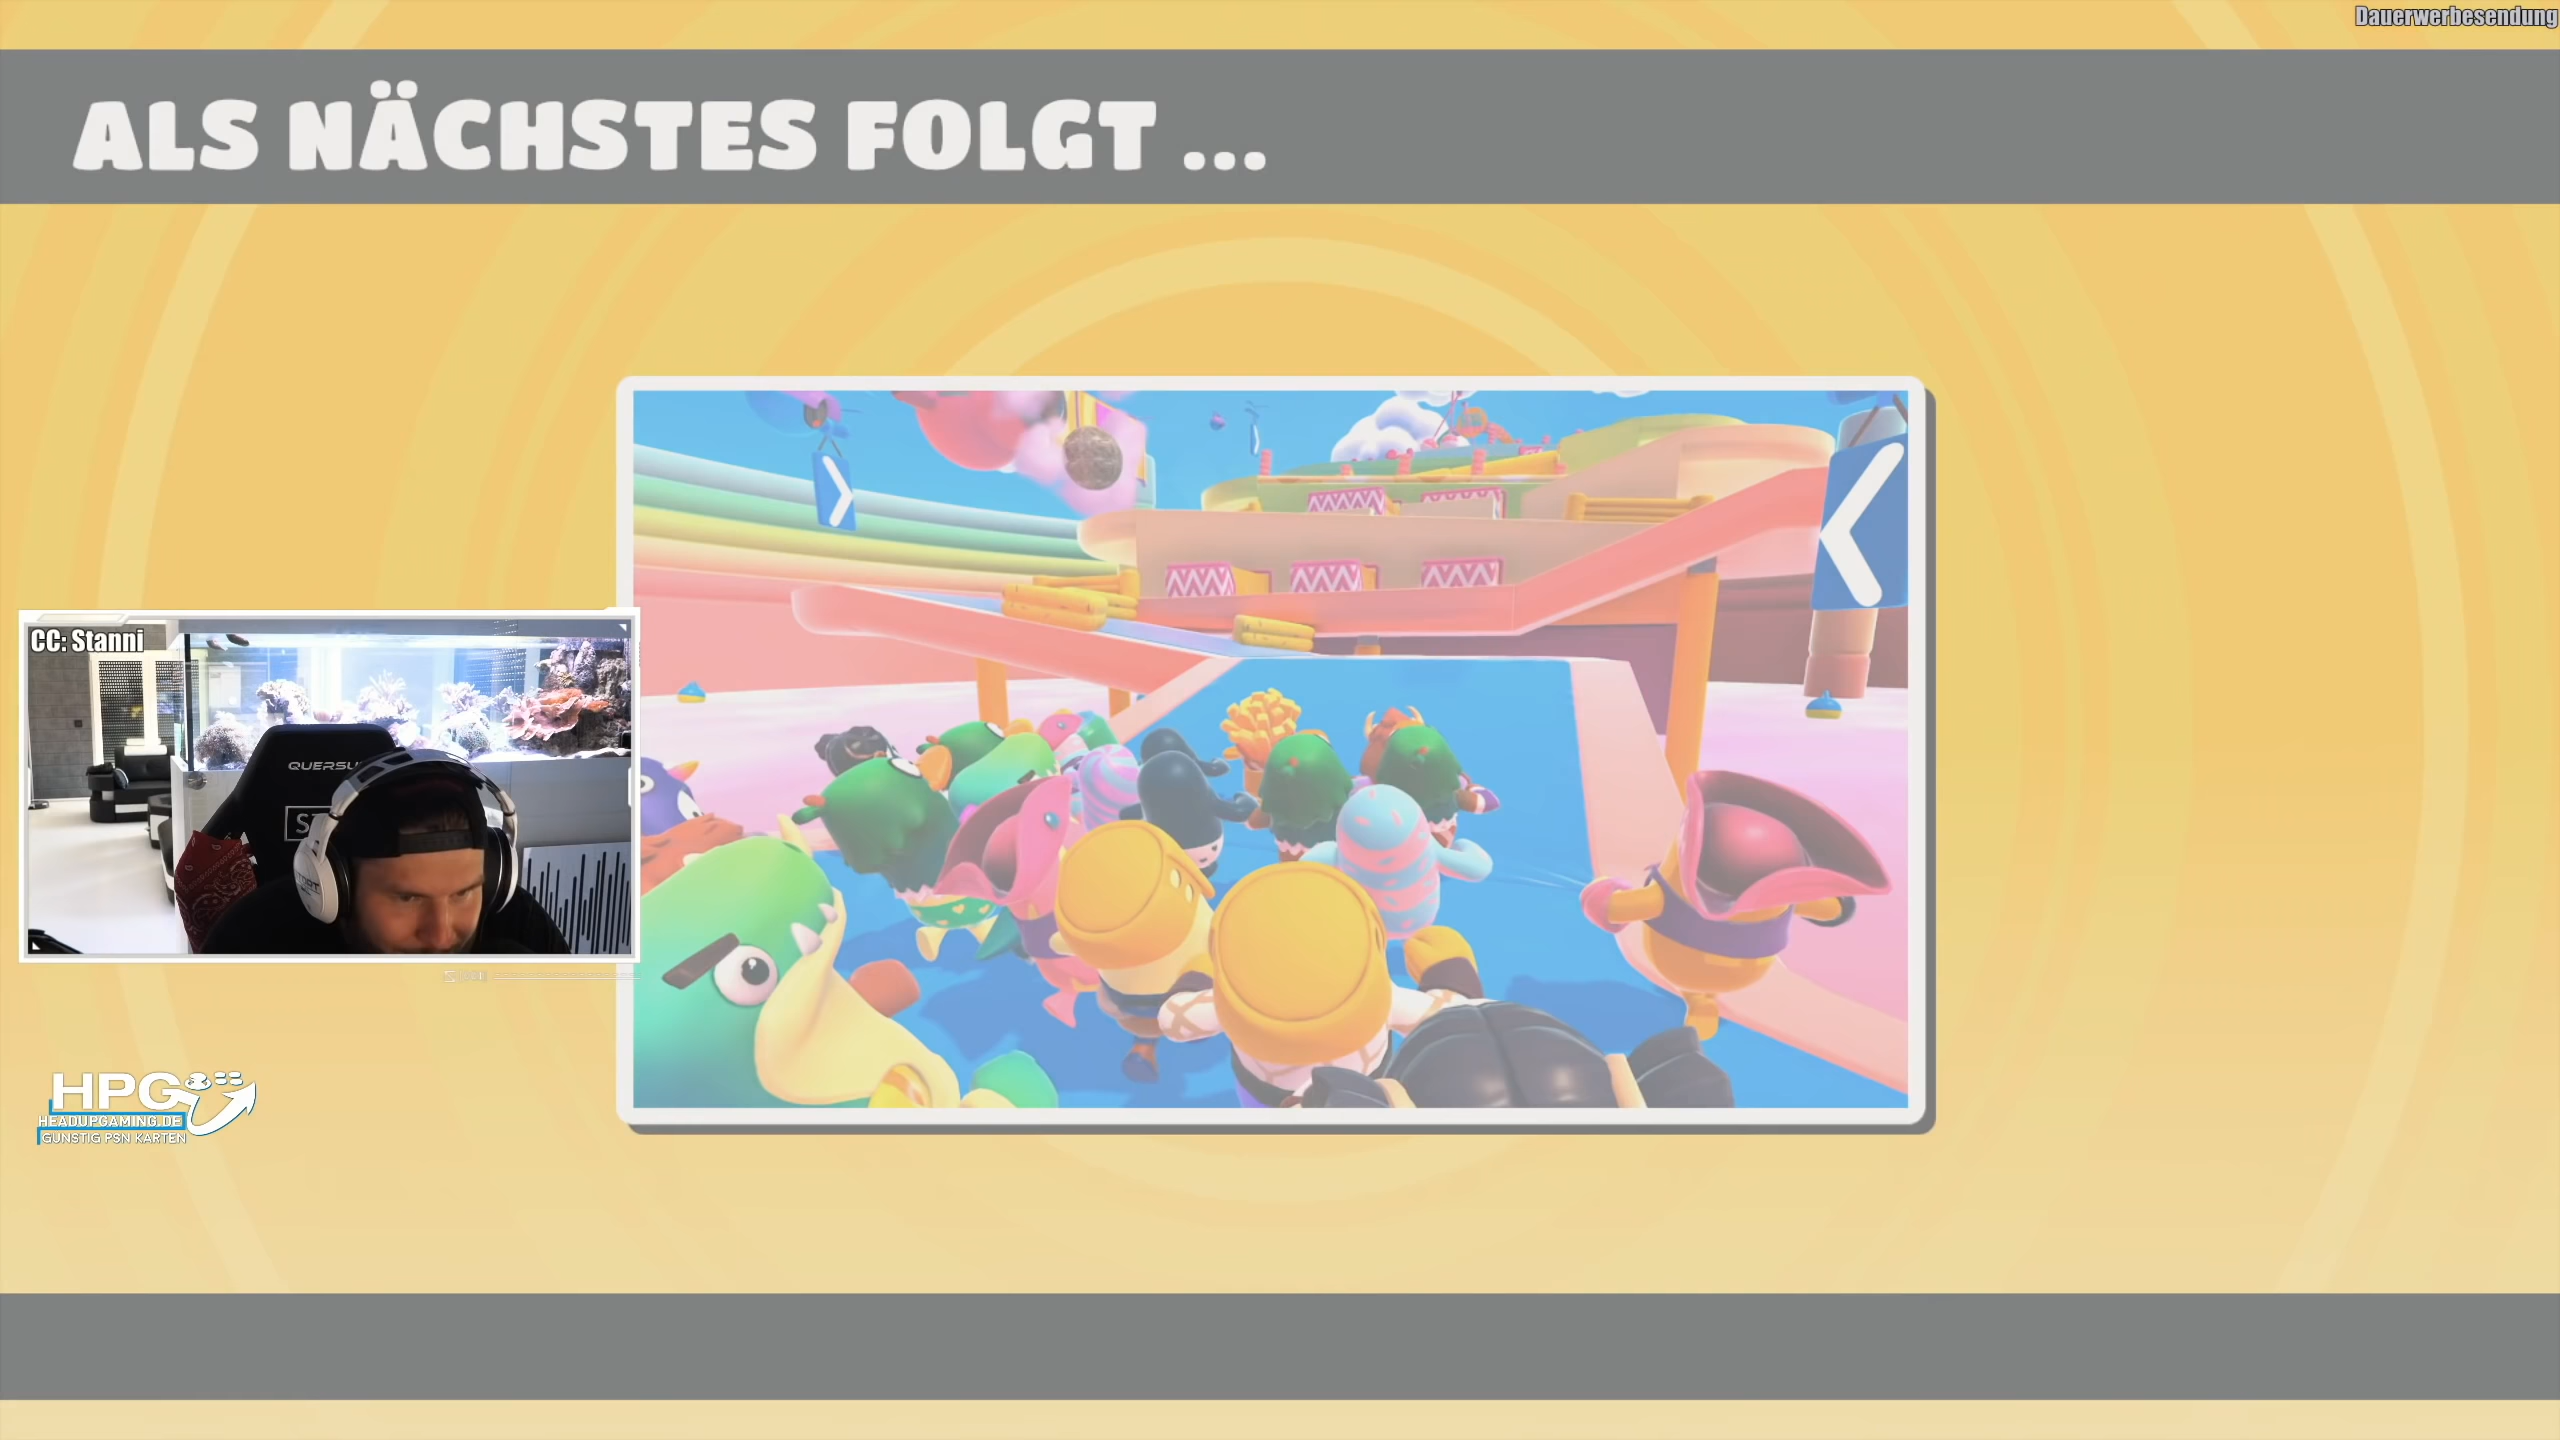 Dauerwerbesendung
ALS NÄCHSTES FOLGT ...
CC: Stanni
QUERSU
HPG
HEADUPGAMING.DE
GÜNSTIG PSN KARTEN